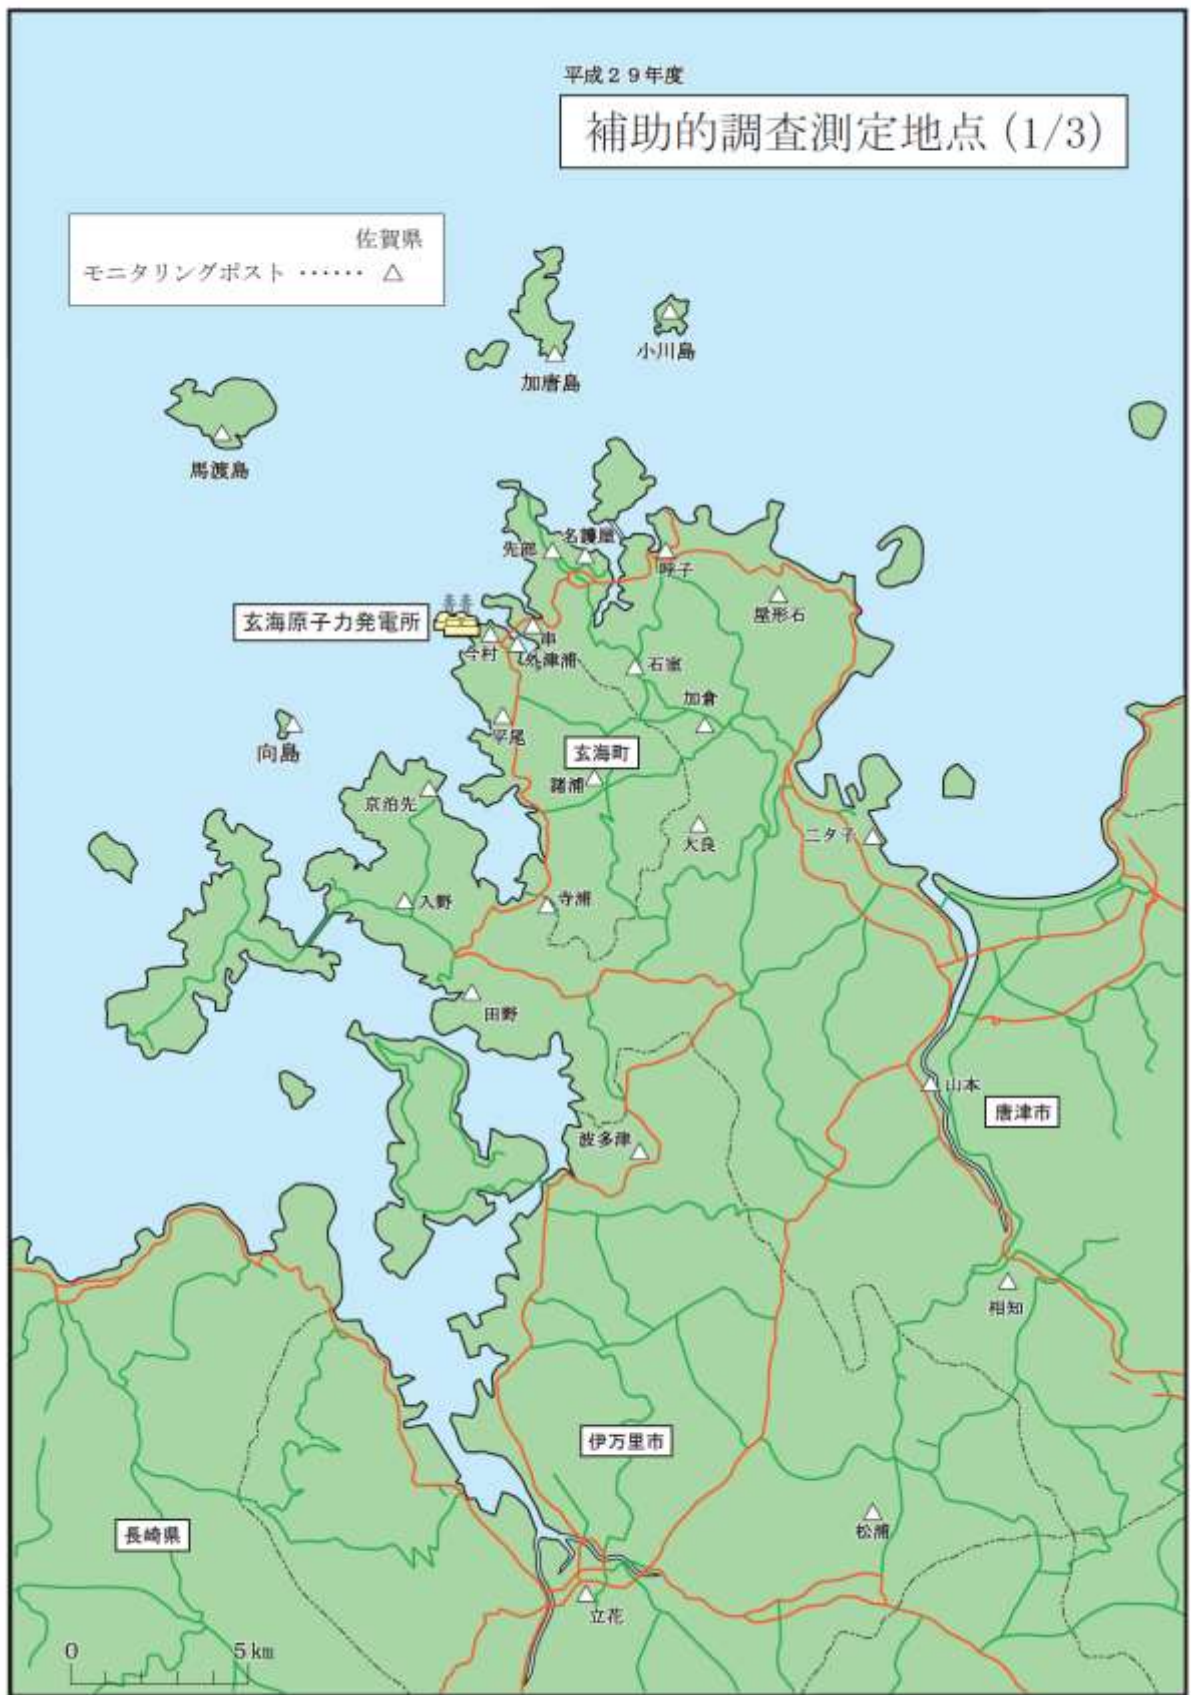 平成29年度
補助的調査測定地点(1/3)
佐賀県
モニタリングポスト ‥‥‥ △
小川島
加唐島
馬渡島
名護屋
先部
呼子
屋形石
玄海原子力発電所
串
今村
外津浦
石室
加倉
平尾
向島
玄海町
諸浦
京泊先
大良
二タ子
入野
寺浦
田野
山本
唐津市
波多津
相知
伊万里市
松浦
長崎県
立花
0 5km